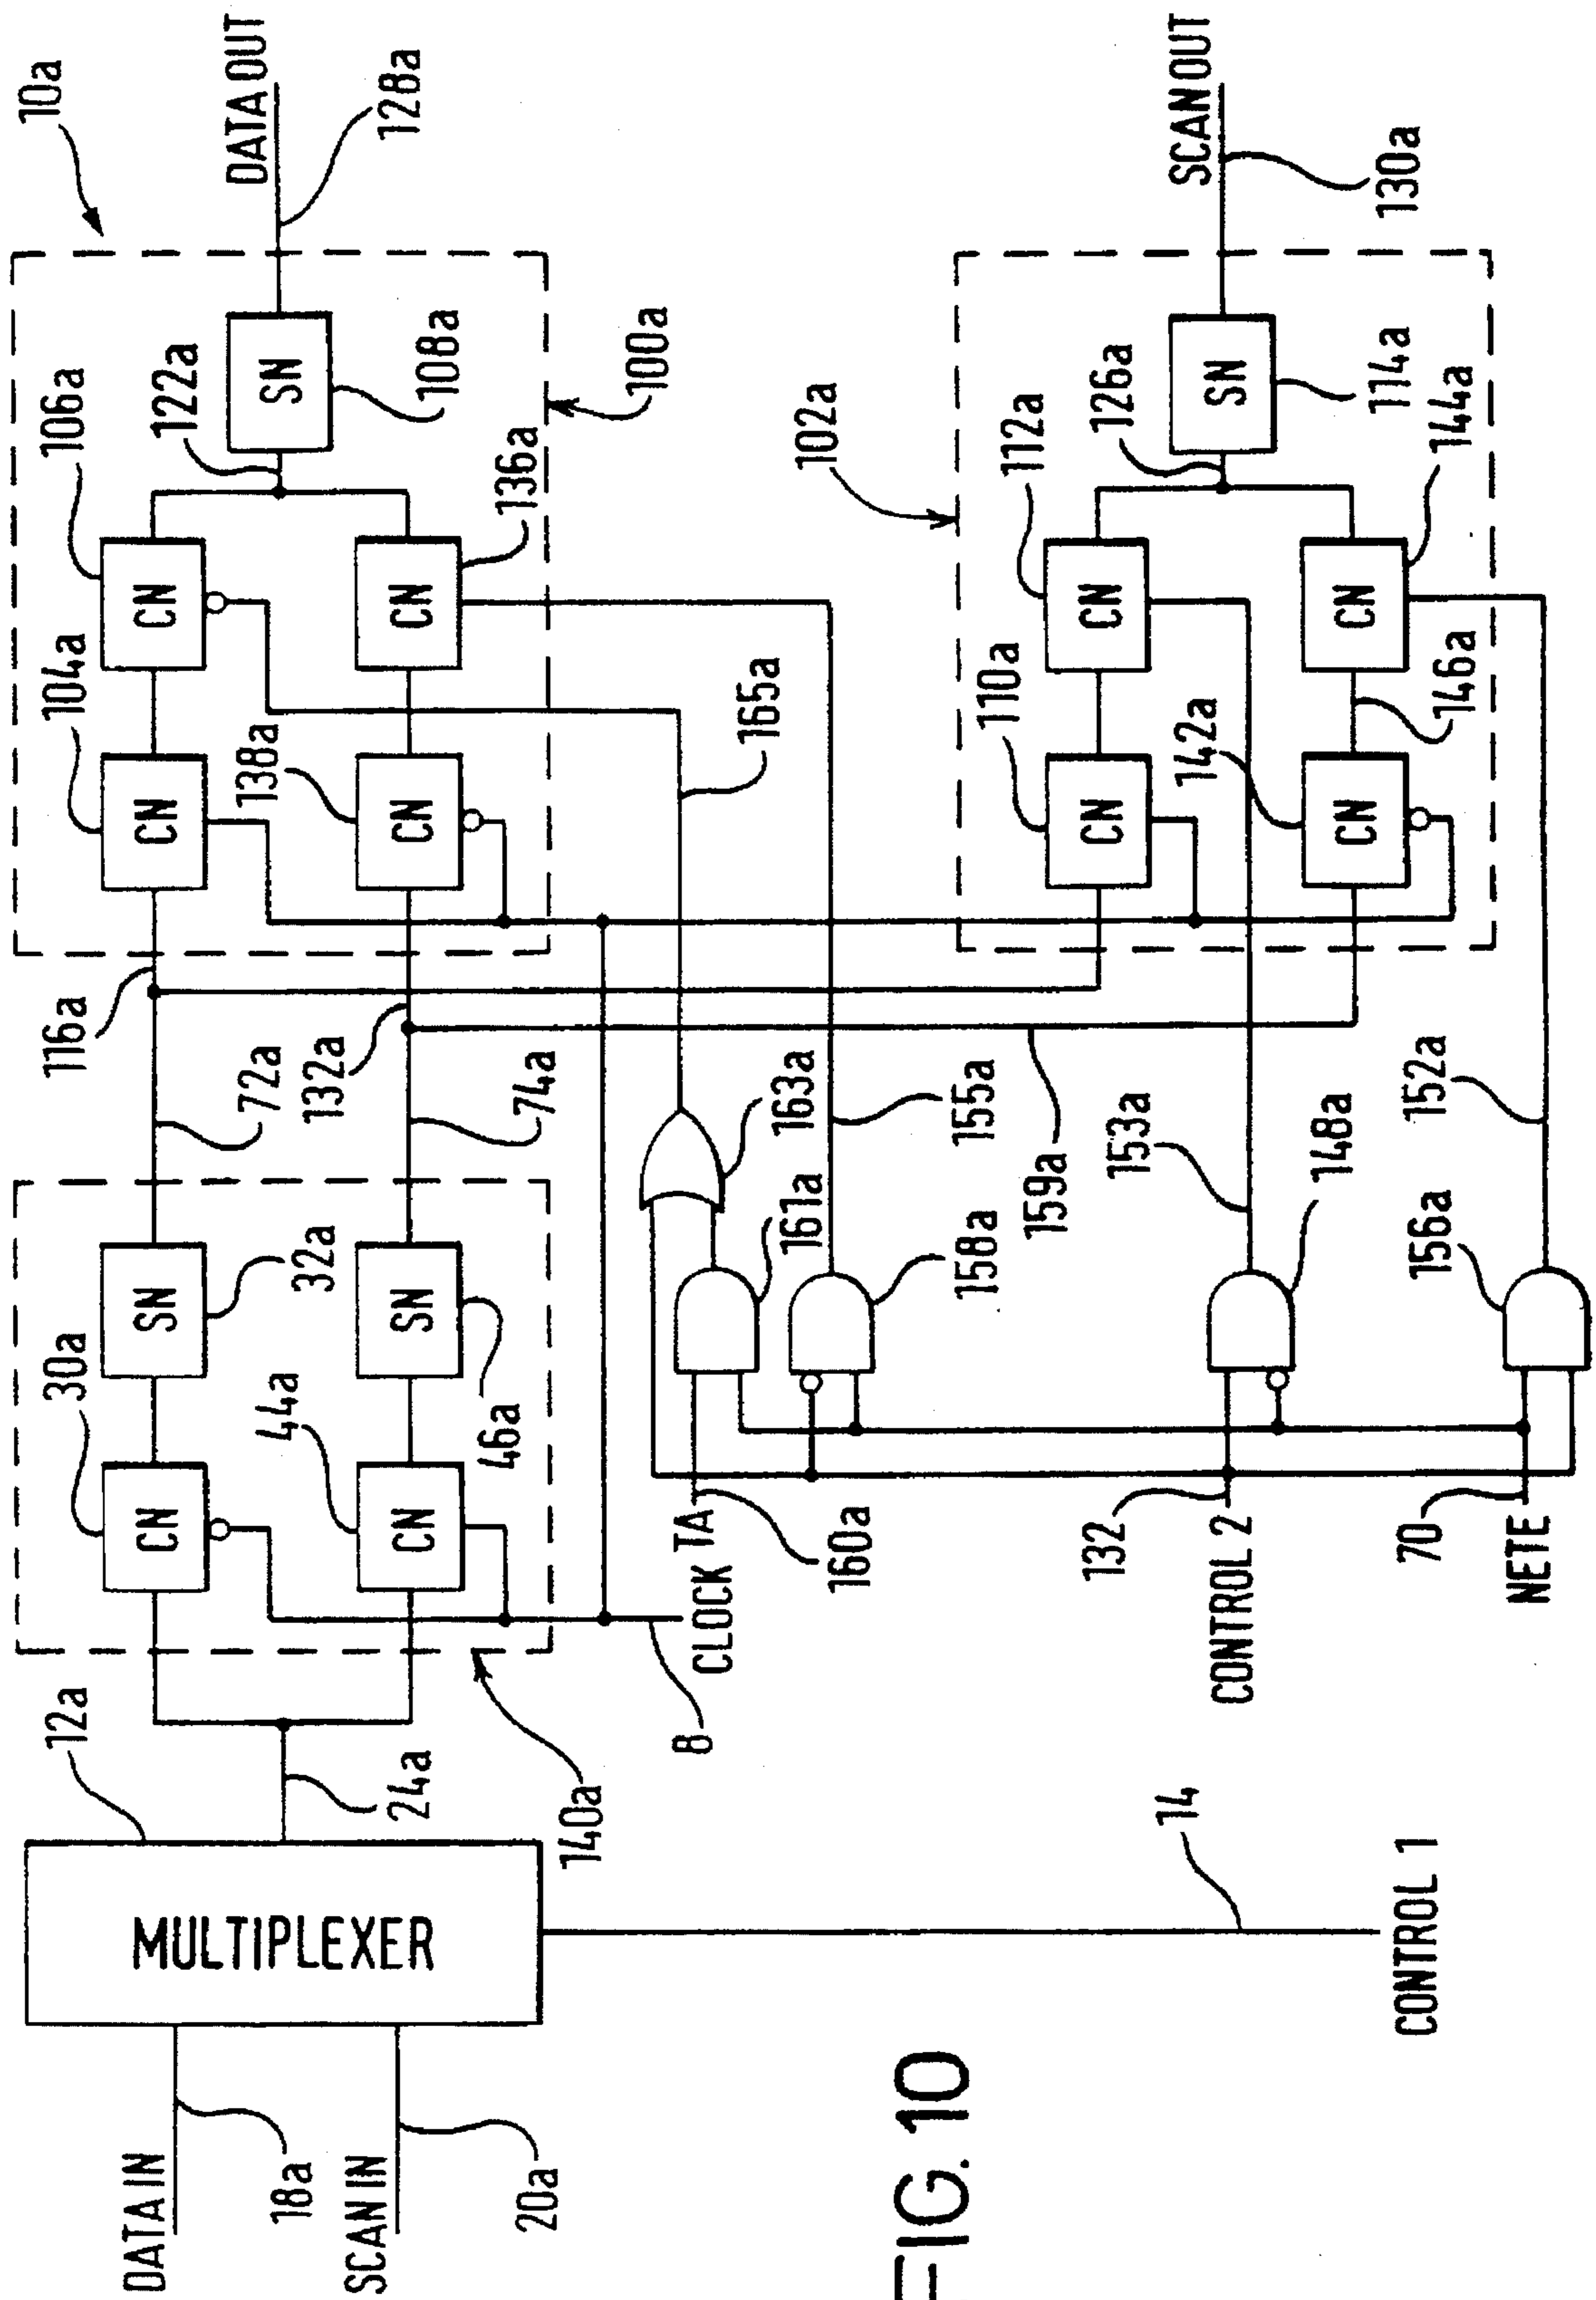 10a
DATA OUT
128a
106a
122a
104a
CN
CN
SN
108a
136a
138a
CN
CN
100a
116a
72a
132a
74a
165a
30a
CN
SN
32a
44a
CN
SN
46a
163a
161a
158a
155a
159a
12a
24a
MULTIPLEXER
140a
8
CLOCK
TA
160a
DATA IN
18a
SCAN IN
20a
102a
112a
110a
126a
CN
CN
SN
114a
144a
142a
CN
CN
146a
SCAN OUT
130a
153a
148a
152a
156a
132
CONTROL 2
70
NETE
14
CONTROL 1
FIG. 10